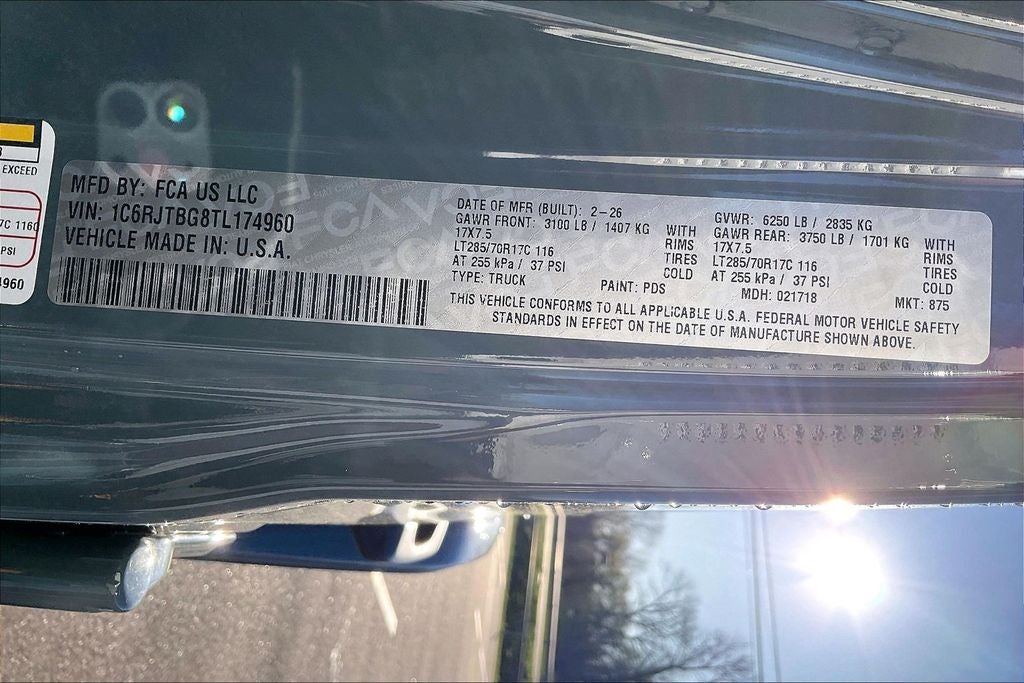 EXCEED
7C 1160
PSI
4960
MFD BY: FCA US LLC
VIN: 1C6RJTBG8TL174960
VEHICLE MADE IN: U.S.A.
DATE OF MFR (BUILT): 2-26
GAWR FRONT: 3100 LB / 1407 KG WITH
17X7.5 RIMS
LT285/70R17C 116 TIRES
AT 255 kPa / 37 PSI COLD
TYPE: TRUCK PAINT: PDS
GVWR: 6250 LB / 2835 KG
GAWR REAR: 3750 LB / 1701 KG WITH
17X7.5 RIMS
LT285/70R17C 116 TIRES
AT 255 kPa / 37 PSI COLD
MDH: 021718 MKT: 875
THIS VEHICLE CONFORMS TO ALL APPLICABLE U.S.A. FEDERAL MOTOR VEHICLE SAFETY
STANDARDS IN EFFECT ON THE DATE OF MANUFACTURE SHOWN ABOVE.